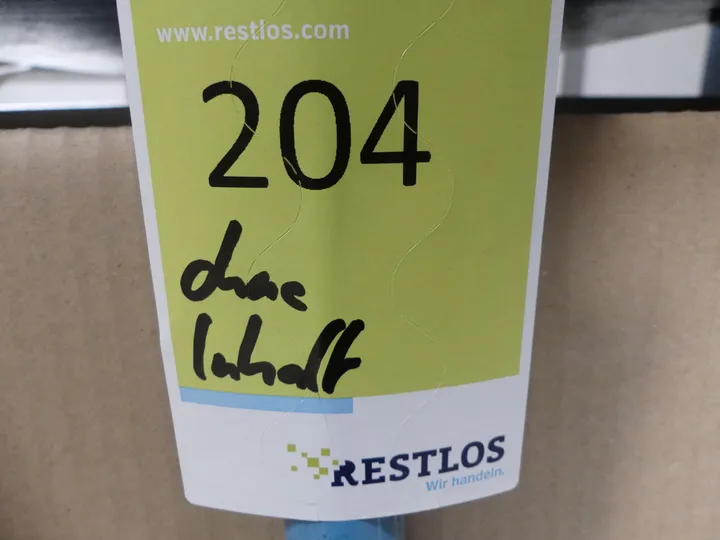 www.restlos.com
204
ohne
Inhalt
RESTLOS
Wir handeln.